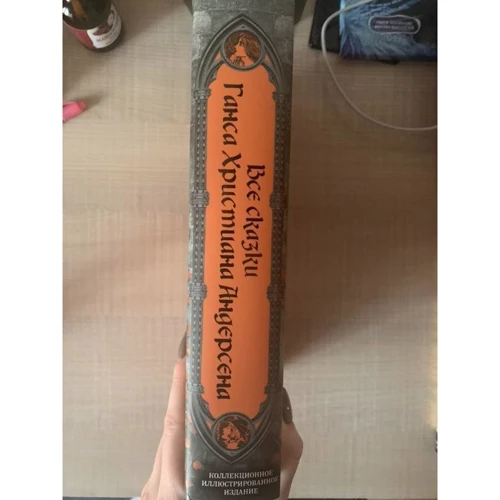 Все сказки
Ганса Христиана Андерсена
КОЛЛЕКЦИОННОЕ
ИЛЛЮСТРИРОВАННОЕ
ИЗДАНИЕ